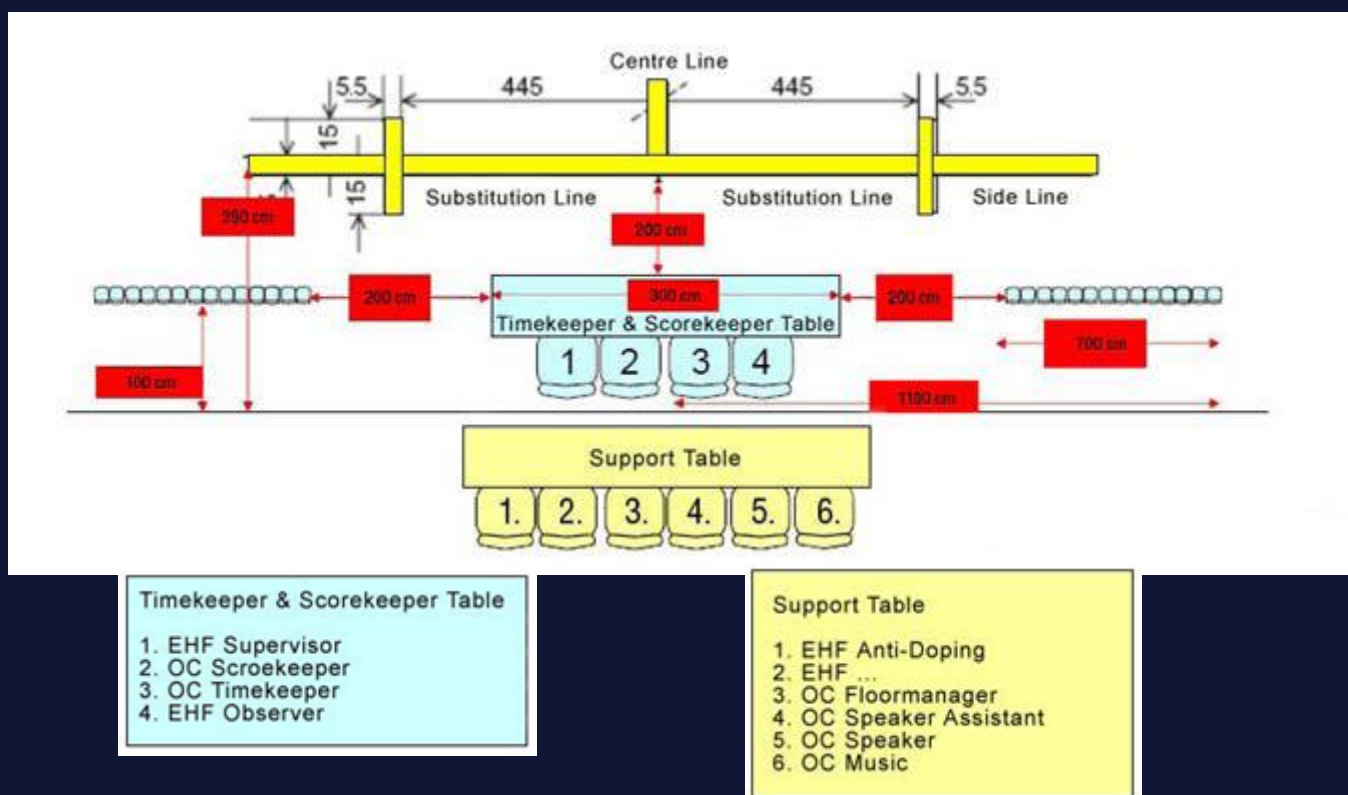 Centre Line
5.5 445 445 5.5
15
15
Substitution Line Substitution Line Side Line
350 cm
200 cm
200 cm 300 cm 200 cm
Timekeeper & Scorekeeper Table
1 2 3 4
700 cm
100 cm
1100 cm
Support Table
1. 2. 3. 4. 5. 6.
Timekeeper & Scorekeeper Table
1. EHF Supervisor
2. OC Scroekeeper
3. OC Timekeeper
4. EHF Observer
Support Table
1. EHF Anti-Doping
2. EHF ...
3. OC Floormanager
4. OC Speaker Assistant
5. OC Speaker
6. OC Music